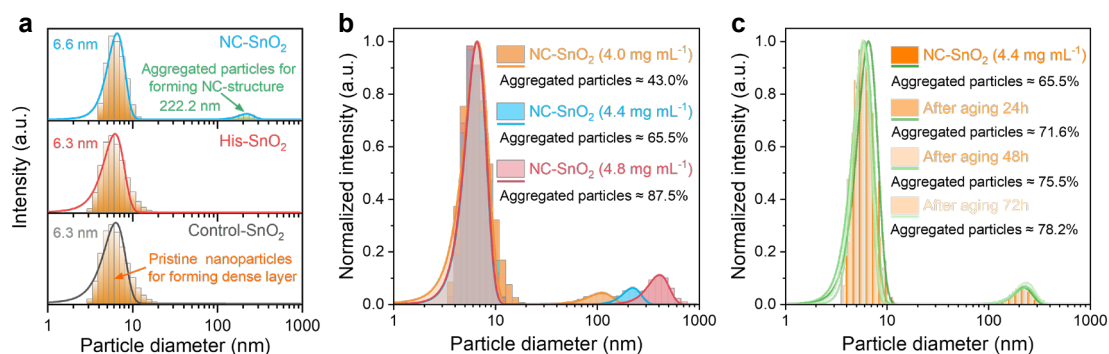 a
6.6 nm
NC-SnO₂
Aggregated particles for
forming NC-structure
222.2 nm
6.3 nm
His-SnO₂
6.3 nm
Control-SnO₂
Pristine nanoparticles
for forming dense layer
Intensity (a.u.)
1 10 100 1000
Particle diameter (nm)
b
NC-SnO₂ (4.0 mg mL⁻¹)
Aggregated particles ≈ 43.0%
NC-SnO₂ (4.4 mg mL⁻¹)
Aggregated particles ≈ 65.5%
NC-SnO₂ (4.8 mg mL⁻¹)
Aggregated particles ≈ 87.5%
Normalized intensity (a.u.)
1.0
0.8
0.6
0.4
0.2
0.0
1 10 100 1000
Particle diameter (nm)
c
NC-SnO₂ (4.4 mg mL⁻¹)
Aggregated particles ≈ 65.5%
After aging 24h
Aggregated particles ≈ 71.6%
After aging 48h
Aggregated particles ≈ 75.5%
After aging 72h
Aggregated particles ≈ 78.2%
Normalized intensity (a.u.)
1.0
0.8
0.6
0.4
0.2
0.0
1 10 100 1000
Particle diameter (nm)